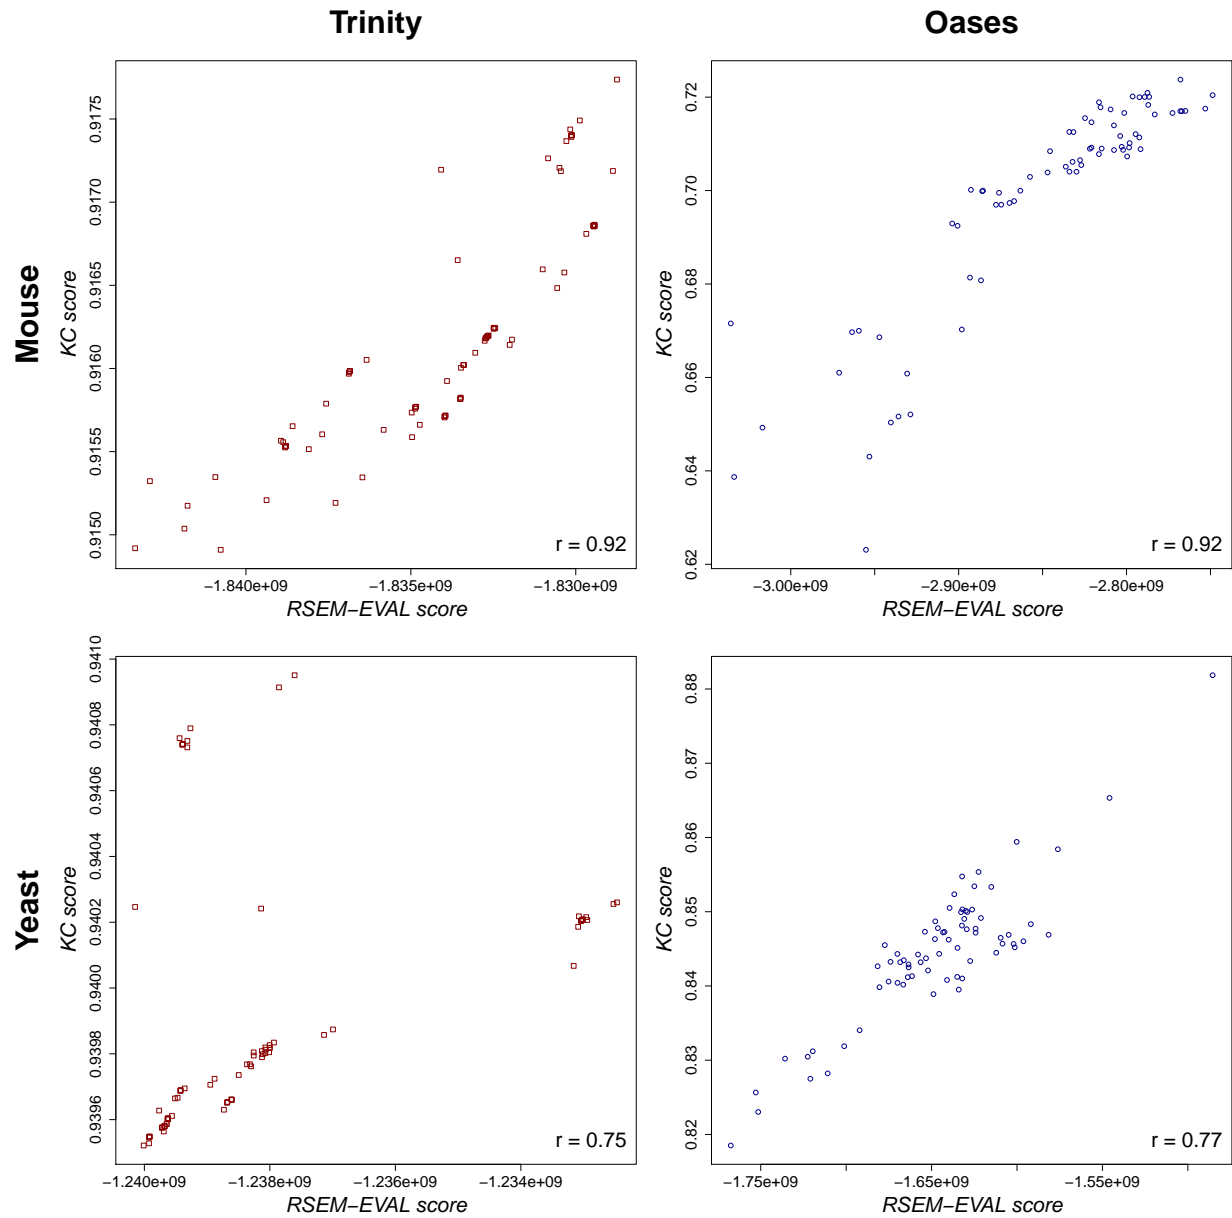 Trinity
Oases
Mouse
KC score
0.9175
0.9170
0.9165
0.9160
0.9155
0.9150
r = 0.92
−1.840e+09 −1.835e+09 −1.830e+09
RSEM−EVAL score
KC score
0.72
0.70
0.68
0.66
0.64
0.62
r = 0.92
−3.00e+09 −2.90e+09 −2.80e+09
RSEM−EVAL score
Yeast
KC score
0.9410
0.9408
0.9406
0.9404
0.9402
0.9400
0.9398
0.9396
r = 0.75
−1.240e+09 −1.238e+09 −1.236e+09 −1.234e+09
RSEM−EVAL score
KC score
0.88
0.87
0.86
0.85
0.84
0.83
0.82
r = 0.77
−1.75e+09 −1.65e+09 −1.55e+09
RSEM−EVAL score